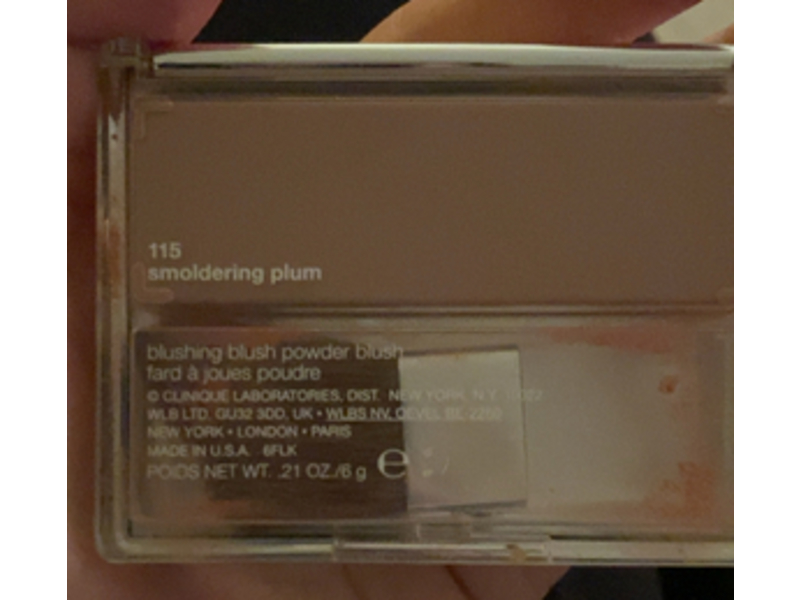 115
smoldering plum
blushing blush powder blush
fard à joues poudre
© CLINIQUE LABORATORIES, DIST. NEW YORK, N.Y. 10022
WLB LTD. GU32 3DD, UK • WLBS NV, OEVEL BE-2260
NEW YORK • LONDON • PARIS
MADE IN U.S.A. 6FLK
POIDS NET WT. .21 OZ./6 g e